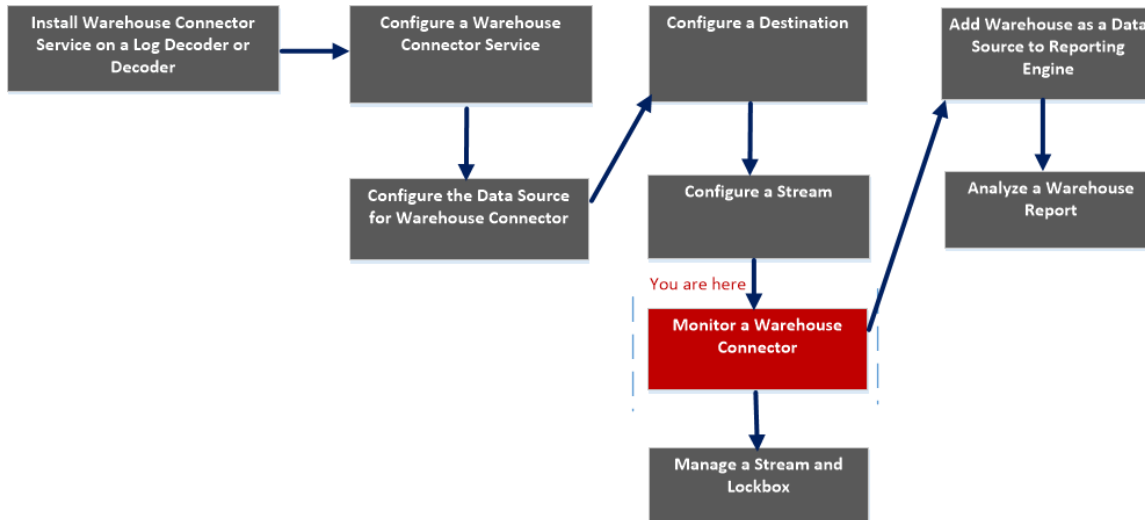 Install Warehouse Connector
Service on a Log Decoder or
Decoder
Configure a Warehouse
Connector Service
Configure the Data Source
for Warehouse Connector
Configure a Destination
Configure a Stream
You are here
Monitor a Warehouse
Connector
Manage a Stream and
Lockbox
Add Warehouse as a Data
Source to Reporting
Engine
Analyze a Warehouse
Report